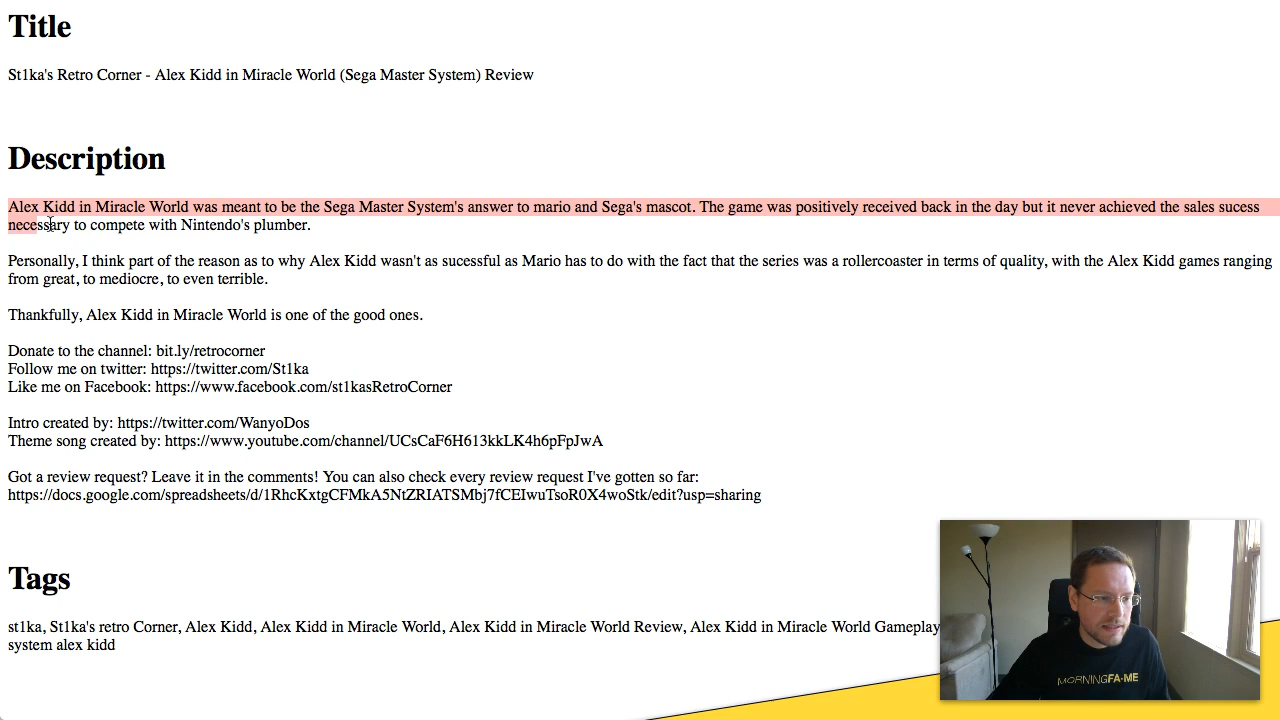 Title
St1ka's Retro Corner - Alex Kidd in Miracle World (Sega Master System) Review
Description
Alex Kidd in Miracle World was meant to be the Sega Master System's answer to mario and Sega's mascot. The game was positively received back in the day but it never achieved the sales sucess
necessary to compete with Nintendo's plumber.
Personally, I think part of the reason as to why Alex Kidd wasn't as sucessful as Mario has to do with the fact that the series was a rollercoaster in terms of quality, with the Alex Kidd games ranging
from great, to mediocre, to even terrible.
Thankfully, Alex Kidd in Miracle World is one of the good ones.
Donate to the channel: bit.ly/retrocorner
Follow me on twitter: https://twitter.com/St1ka
Like me on Facebook: https://www.facebook.com/st1kasRetroCorner
Intro created by: https://twitter.com/WanyoDos
Theme song created by: https://www.youtube.com/channel/UCsCaF6H613kkLK4h6pFpJwA
Got a review request? Leave it in the comments! You can also check every review request I've gotten so far:
https://docs.google.com/spreadsheets/d/1RhcKxtgCFMkA5NtZRIATSMbj7fCEIwuTsoR0X4woStk/edit?usp=sharing
Tags
st1ka, St1ka's retro Corner, Alex Kidd, Alex Kidd in Miracle World, Alex Kidd in Miracle World Review, Alex Kidd in Miracle World Gameplay
system alex kidd
MORNINGFA-ME